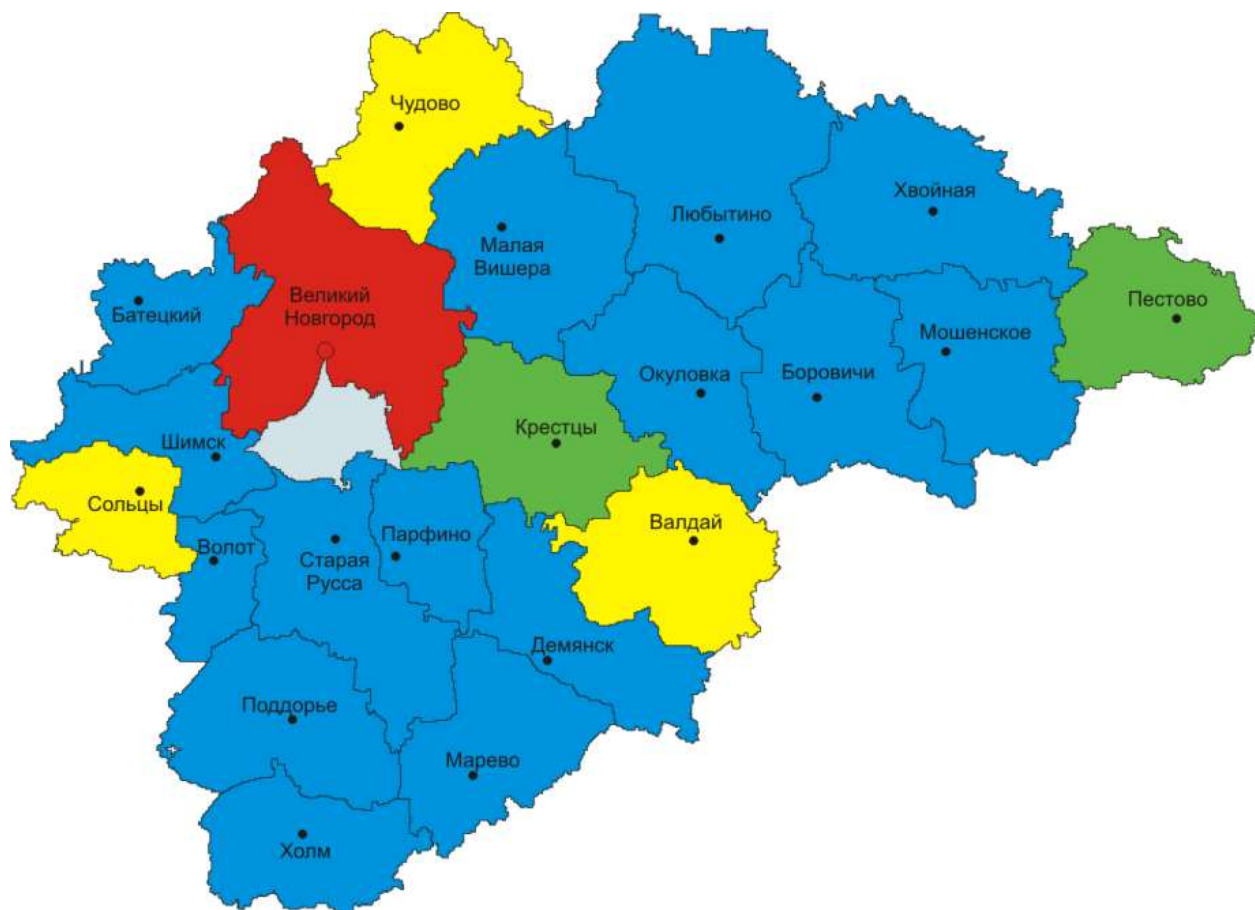 Чудово
Хвойная
Любытино
Малая
Вишера
Великий
Новгород
Пестово
Батецкий
Мошенское
Окуловка
Боровичи
Крестцы
Шимск
Сольцы
Валдай
Волот
Старая
Русса
Парфино
Демянск
Поддорье
Марево
Холм